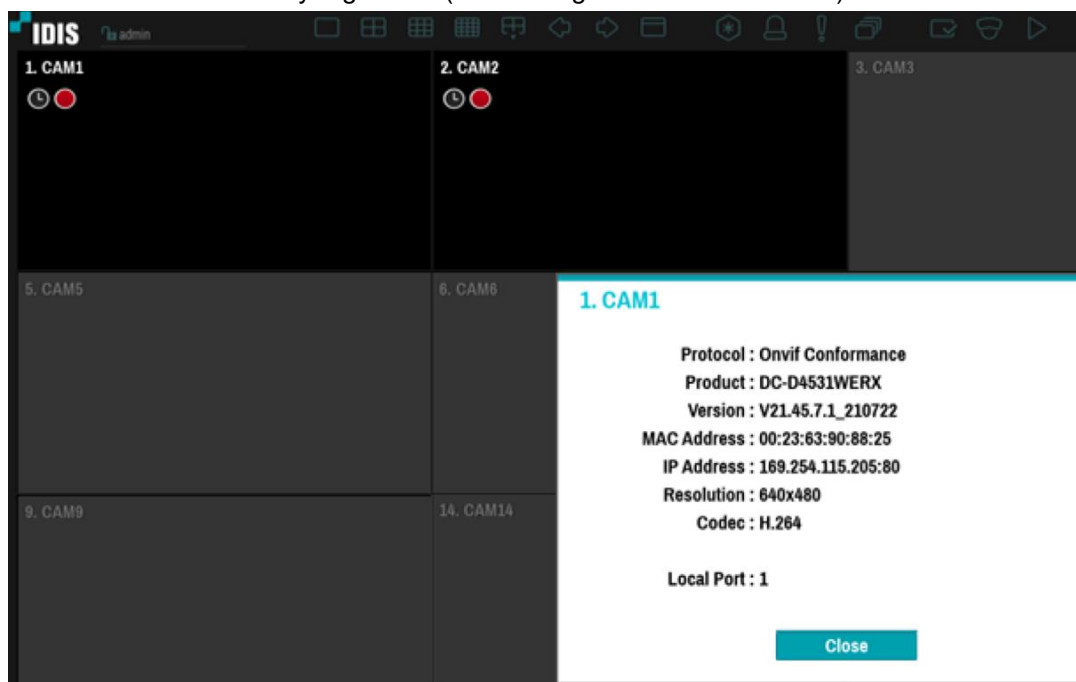 IDIS admin
1. CAM1
2. CAM2
3. CAM3
5. CAM5
6. CAM6
9. CAM9
14. CAM14
1. CAM1
Protocol : Onvif Conformance
Product : DC-D4531WERX
Version : V21.45.7.1_210722
MAC Address : 00:23:63:90:88:25
IP Address : 169.254.115.205:80
Resolution : 640x480
Codec : H.264
Local Port : 1
Close